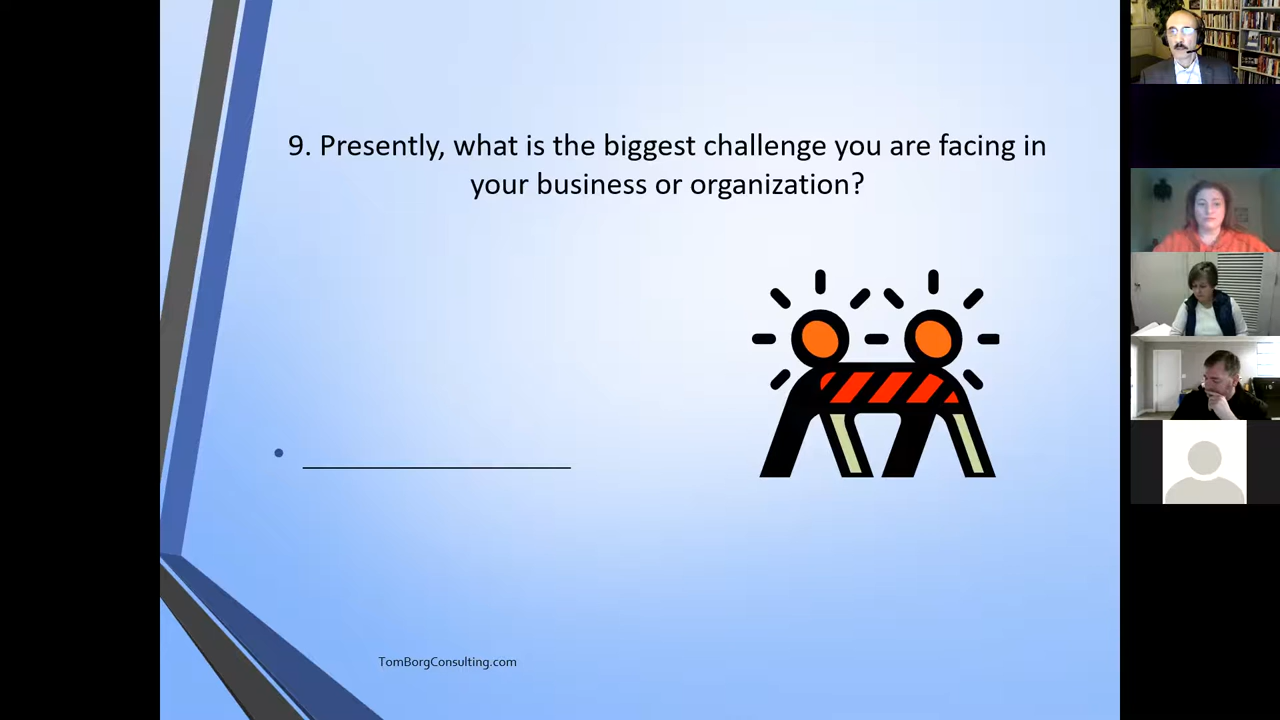 9. Presently, what is the biggest challenge you are facing in
your business or organization?
TomBorgConsulting.com